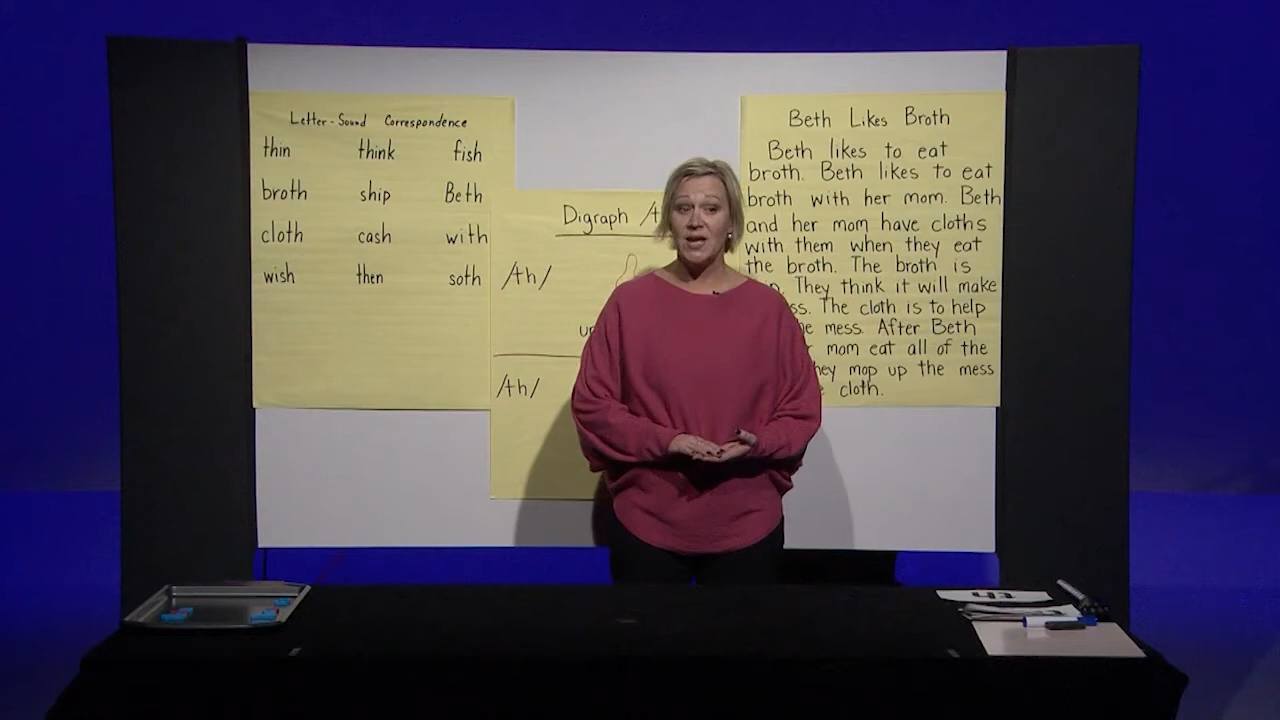 Letter-Sound Correspondence
thin think fish
broth ship Beth
cloth cash with
wish then soth
Digraph
/th/
/th/
Beth Likes Broth
Beth likes to eat
broth. Beth likes to eat
broth with her mom. Beth
and her mom have cloths
with them when they eat
the broth. The broth is
They think it will make
The cloth is to help
mess. After Beth
mom eat all of the
mop up the mess
cloth.
43